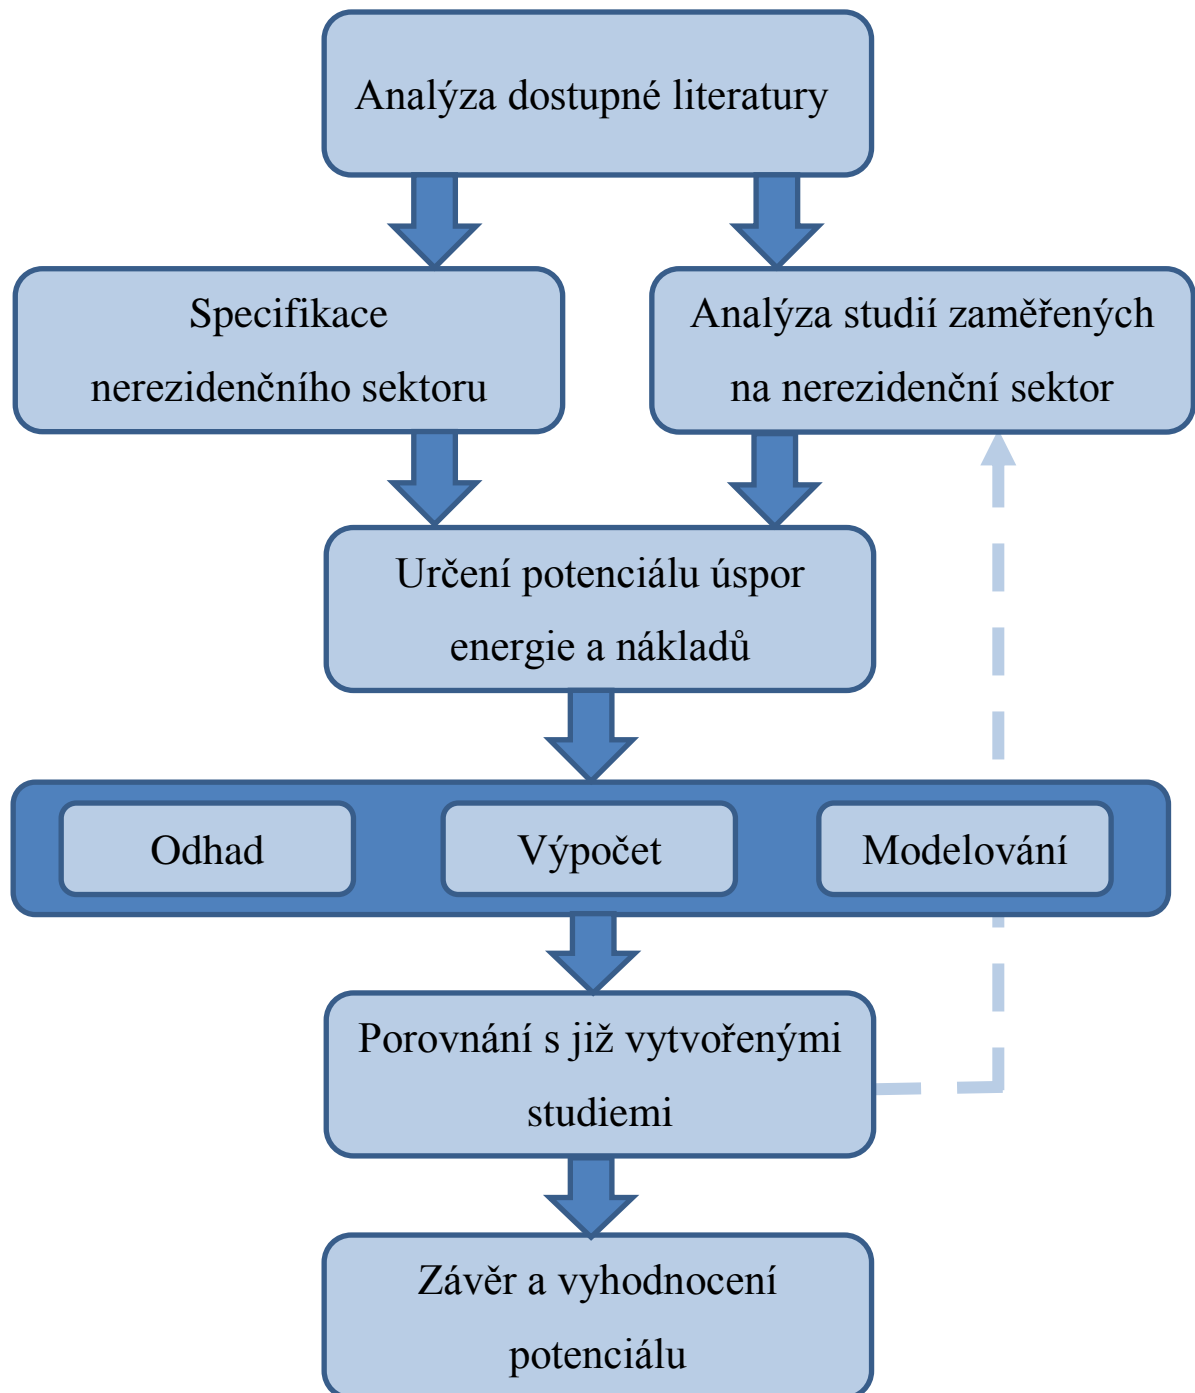 Analýza dostupné literatury
Specifikace
nerezidenčního sektoru
Analýza studií zaměřených
na nerezidenční sektor
Určení potenciálu úspor
energie a nákladů
Odhad
Výpočet
Modelování
Porovnání s již vytvořenými
studiemi
Závěr a vyhodnocení
potenciálu